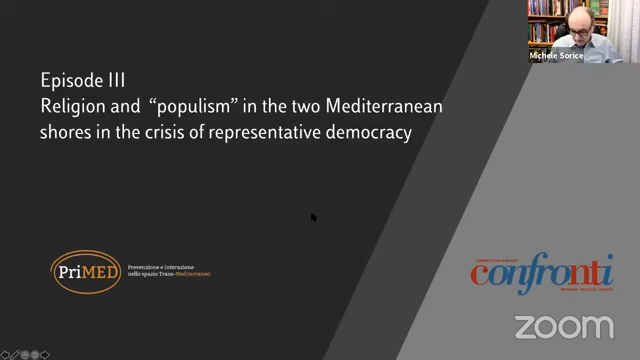 Michele Sorice
Episode III
Religion and “populism” in the two Mediterranean
shores in the crisis of representative democracy
PriMED
Prevenzione e Interazione
nello spazio Trans-Mediterraneo
confronti
zoom